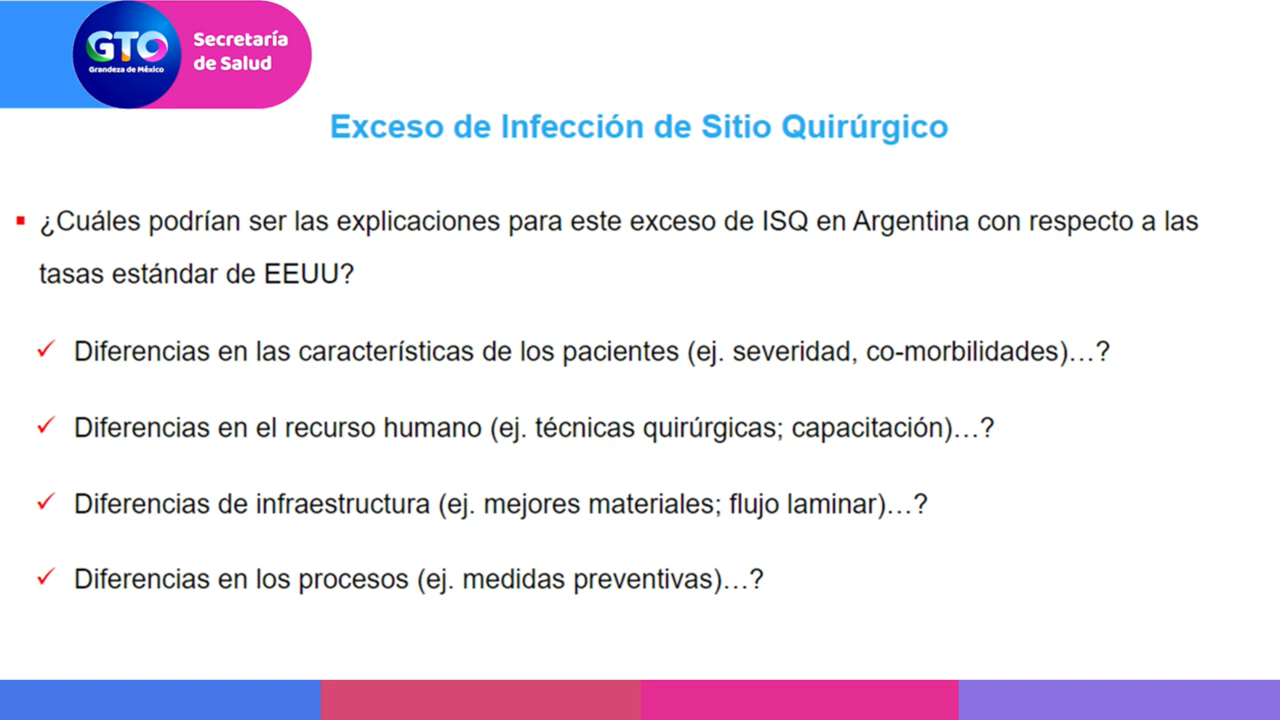 GTO
Grandeza de México
Secretaría
de Salud
Exceso de Infección de Sitio Quirúrgico
¿Cuáles podrían ser las explicaciones para este exceso de ISQ en Argentina con respecto a las
tasas estándar de EEUU?
Diferencias en las características de los pacientes (ej. severidad, co-morbilidades)…?
Diferencias en el recurso humano (ej. técnicas quirúrgicas; capacitación)…?
Diferencias de infraestructura (ej. mejores materiales; flujo laminar)…?
Diferencias en los procesos (ej. medidas preventivas)…?